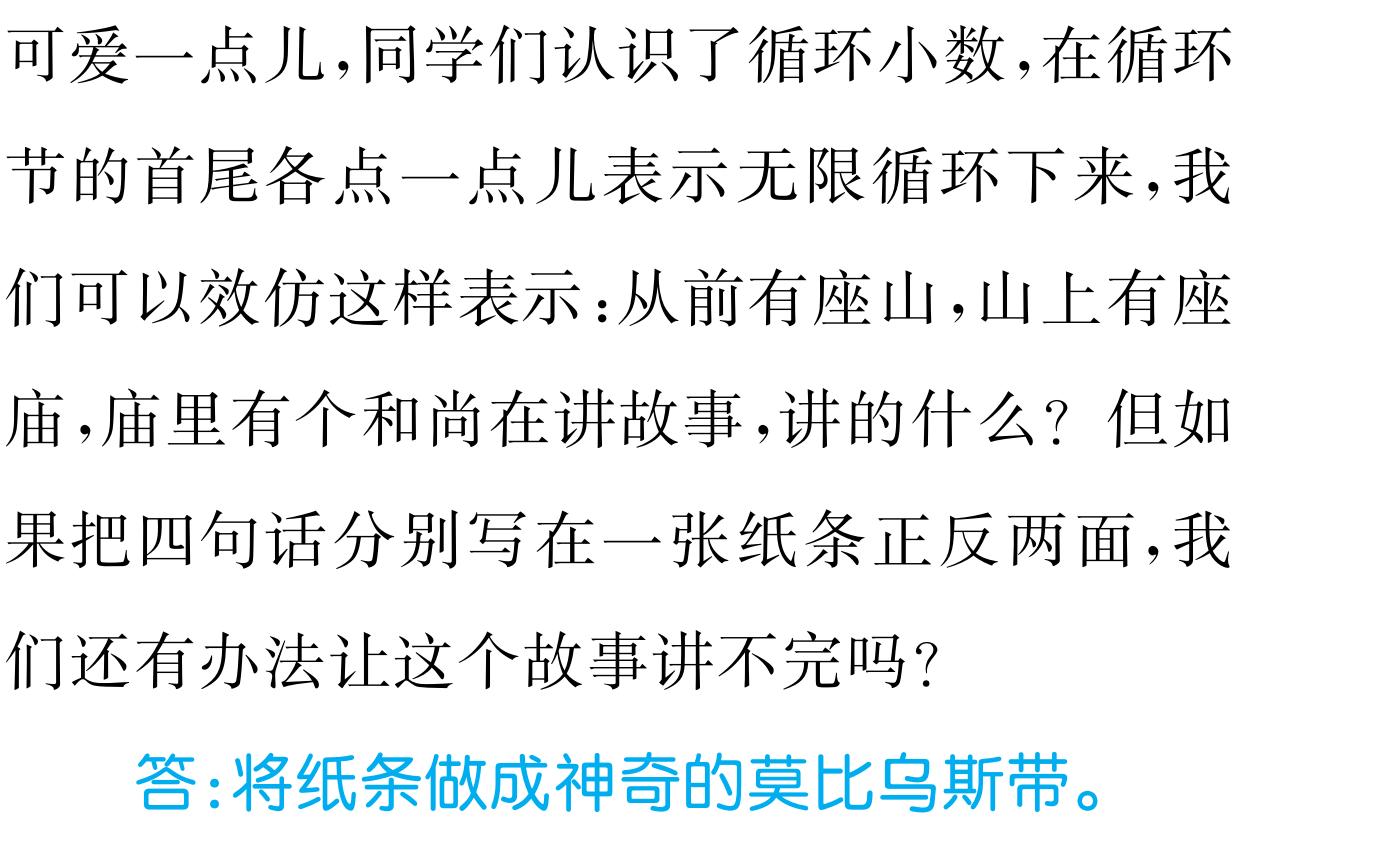 可爱一点儿,同学们认识了循环小数,在循环
节的首尾各点一点儿表示无限循环下来,我
们可以效仿这样表示:从前有座山,山上有座
庙,庙里有个和尚在讲故事,讲的什么? 但如
果把四句话分别写在一张纸条正反两面,我
们还有办法让这个故事讲不完吗?
答:将纸条做成神奇的莫比乌斯带。